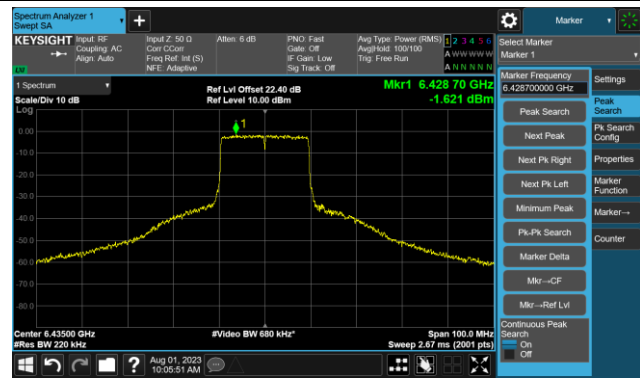 Spectrum Analyzer 1
Swept SA
+
Marker
KEYSIGHT
Input: RF
Coupling: AC
Align: Auto
Input Z: 50 Ω
Corr CCorr
Freq Ref: Int (S)
NFE: Adaptive
Atten: 6 dB
PNO: Fast
Gate: Off
IF Gain: Low
Sig Track: Off
Avg Type: Power (RMS)
Avg|Hold: 100/100
Trig: Free Run
1 2 3 4 5 6
A W W W W W
A N N N N N
Select Marker
Marker 1
1 Spectrum
Scale/Div 10 dB
Log
Ref Lvl Offset 22.40 dB
Ref Level 10.00 dBm
Mkr1 6.428 70 GHz
-1.621 dBm
1
0.00
-10.0
-20.0
-30.0
-40.0
-50.0
-60.0
-70.0
-80.0
Center 6.43500 GHz
#Res BW 220 kHz
#Video BW 680 kHz*
Span 100.0 MHz
Sweep 2.67 ms (2001 pts)
Marker Frequency
6.428700000 GHz
Peak Search
Next Peak
Next Pk Right
Next Pk Left
Minimum Peak
Pk-Pk Search
Marker Delta
Mkr→CF
Mkr→Ref Lvl
Continuous Peak
Search
On
Off
Settings
Peak
Search
Pk Search
Config
Properties
Marker
Function
Marker→
Counter
?
Aug 01, 2023
10:05:51 AM